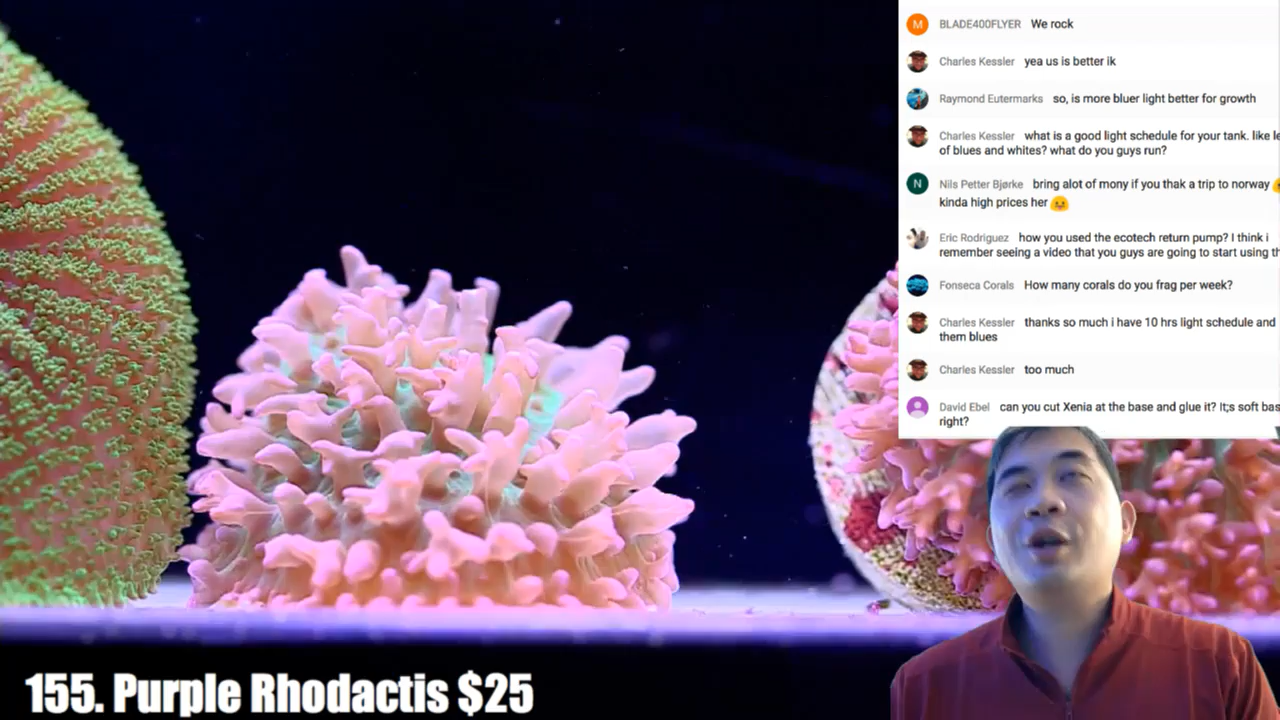 M BLADE400FLYER We rock
Charles Kessler yea us is better ik
Raymond Eutermarks so, is more bluer light better for growth
Charles Kessler what is a good light schedule for your tank. like
of blues and whites? what do you guys run?
N Nils Petter Bjørke bring alot of mony if you thak a trip to norway
kinda high prices her
Eric Rodriguez how you used the ecotech return pump? I think i
remember seeing a video that you guys are going to start using
Fonseca Corals How many corals do you frag per week?
Charles Kessler thanks so much i have 10 hrs light schedule and
them blues
Charles Kessler too much
David Ebel can you cut Xenia at the base and glue it? It;s soft
right?
155. Purple Rhodactis $25